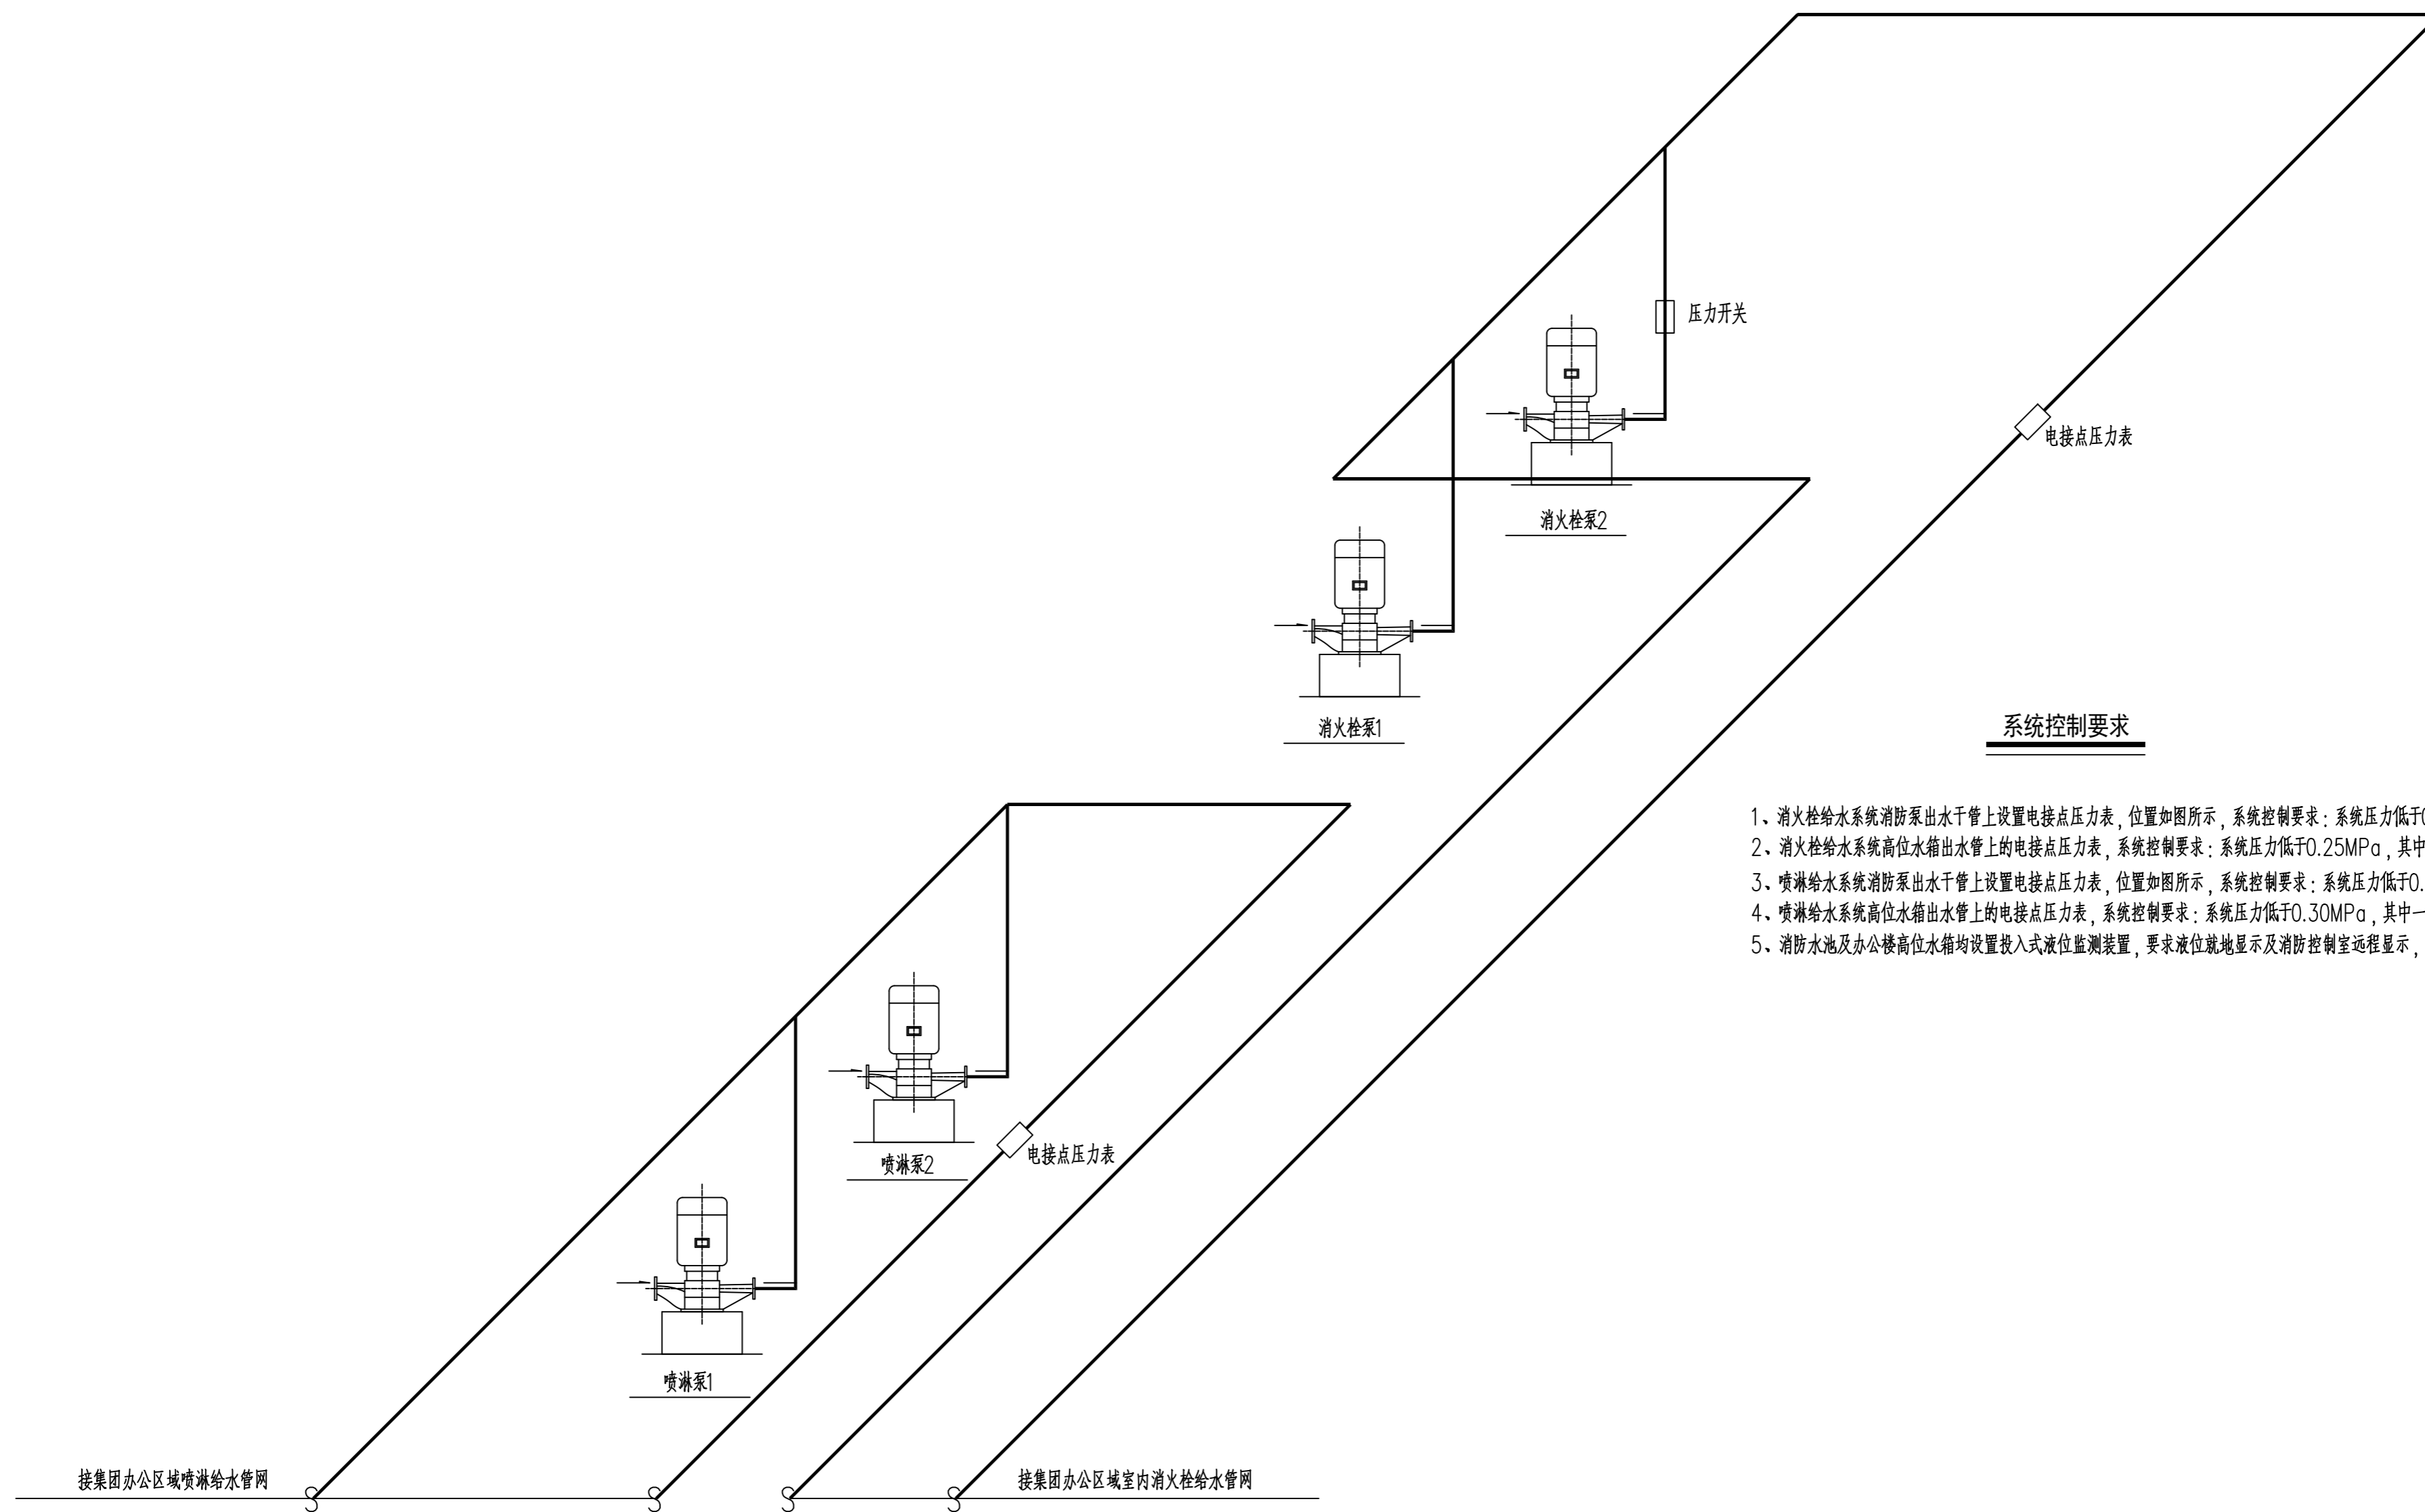 压力开关
电接点压力表
消火栓泵2
消火栓泵1
系统控制要求
1、消火栓给水系统消防泵出水干管上设置电接点压力表,位置如图所示,系统控制要求:系统压力低于
2、消火栓给水系统高位水箱出水管上的电接点压力表,系统控制要求:系统压力低于0.25MPa,其中
3、喷淋给水系统消防泵出水干管上设置电接点压力表,位置如图所示,系统控制要求:系统压力低于0.
4、喷淋给水系统高位水箱出水管上的电接点压力表,系统控制要求:系统压力低于0.30MPa,其中一
5、消防水池及办公楼高位水箱均设置投入式液位监测装置,要求液位就地显示及消防控制室远程显示,
喷淋泵2
电接点压力表
喷淋泵1
接集团办公区域喷淋给水管网
接集团办公区域室内消火栓给水管网